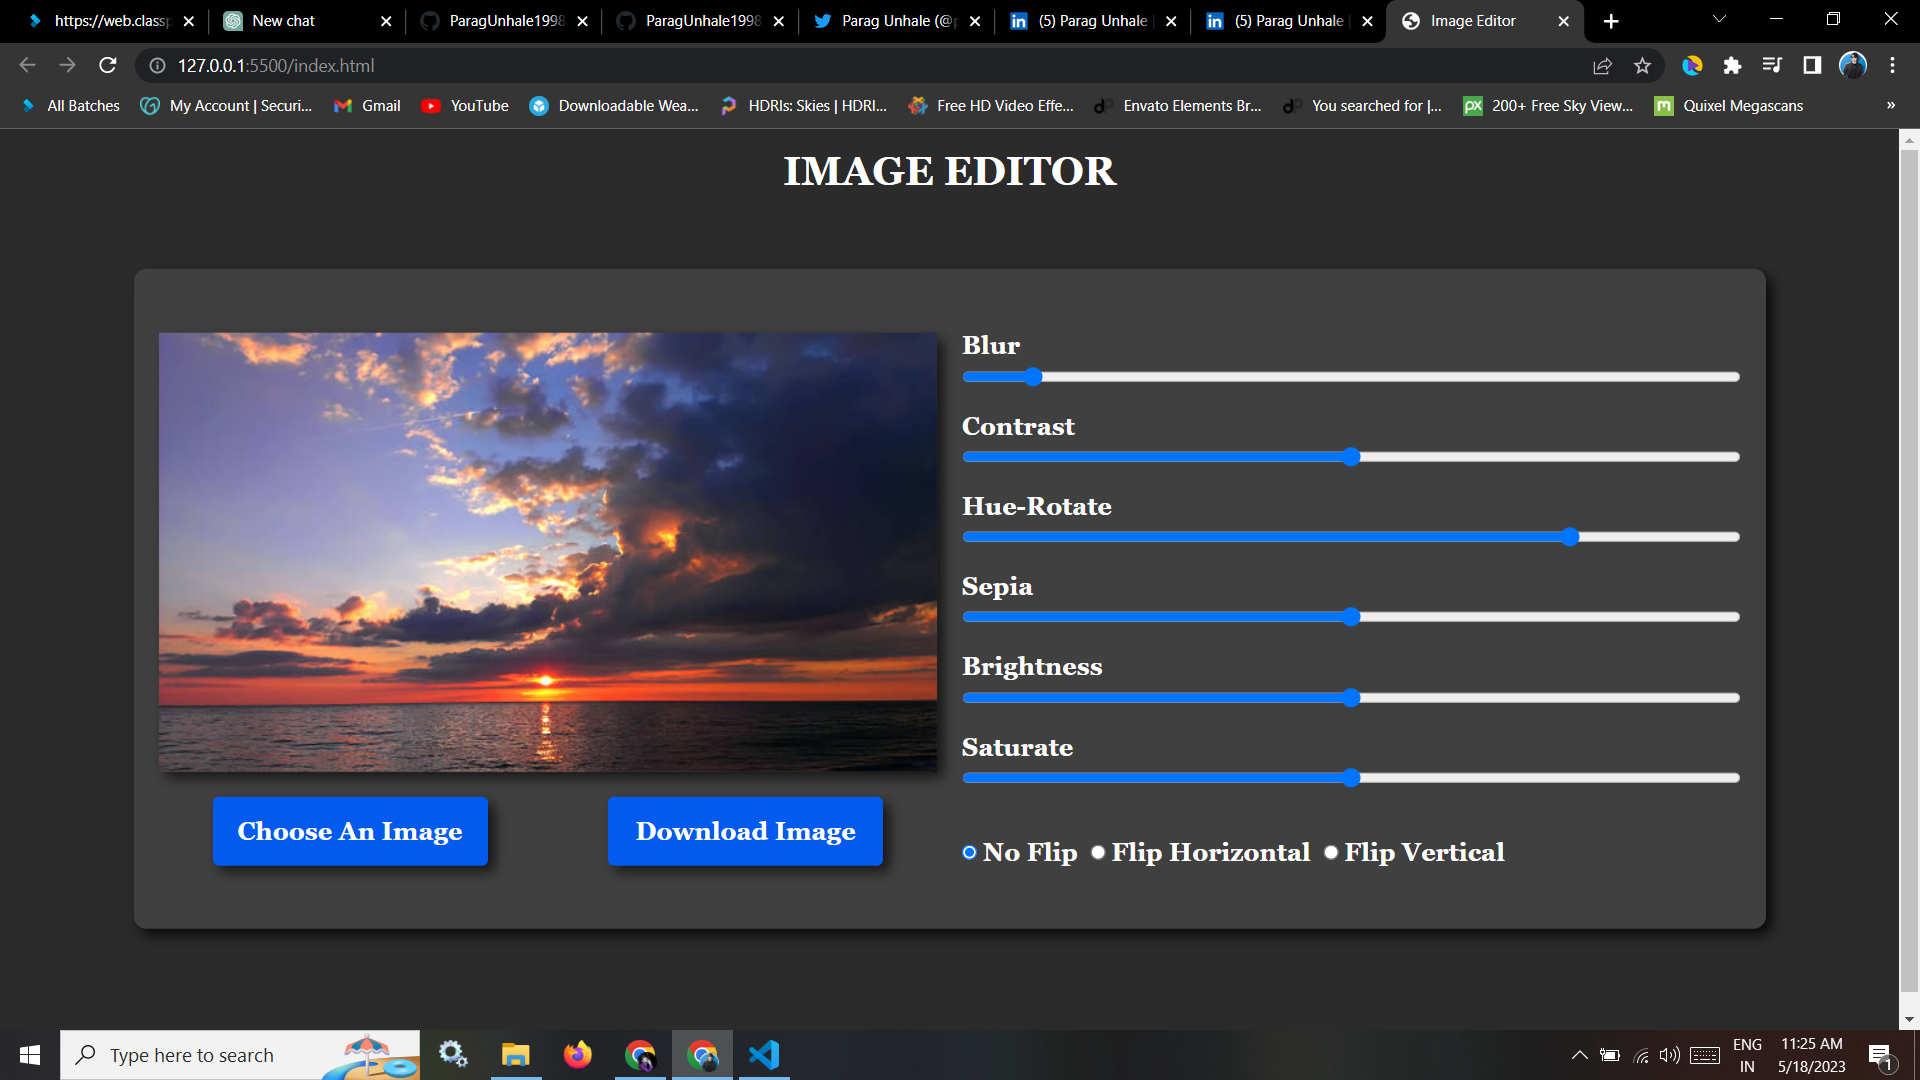 https://web.classp
New chat
ParagUnhale1998
ParagUnhale1998
Parag Unhale (@p
(5) Parag Unhale |
(5) Parag Unhale |
Image Editor
127.0.0.1:5500/index.html
All Batches
My Account | Securi...
Gmail
YouTube
Downloadable Wea...
HDRIs: Skies | HDRI...
Free HD Video Effe...
Envato Elements Br...
You searched for |...
200+ Free Sky View...
Quixel Megascans
»
IMAGE EDITOR
Blur
Contrast
Hue-Rotate
Sepia
Brightness
Saturate
Choose An Image
Download Image
No Flip
Flip Horizontal
Flip Vertical
Type here to search
ENG
IN
11:25 AM
5/18/2023
1